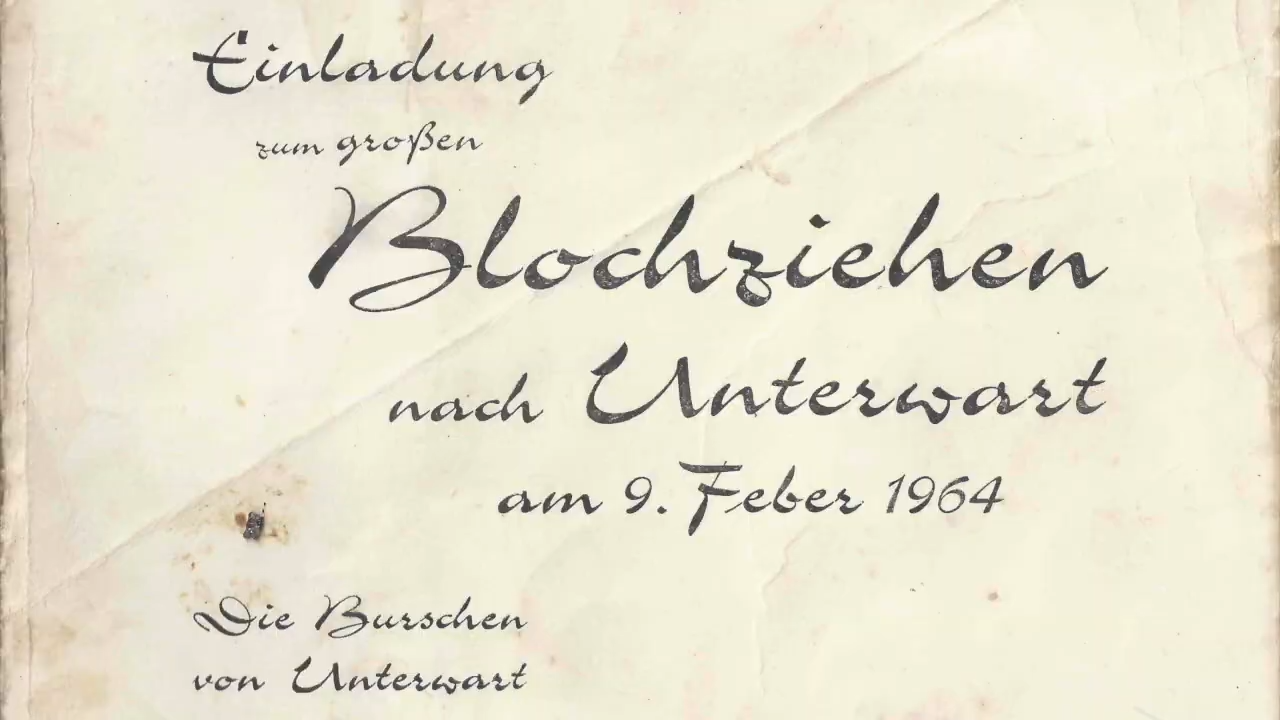 Einladung
zum großen
Blochziehen
nach Unterwart
am 9. Feber 1964
Die Burschen
von Unterwart